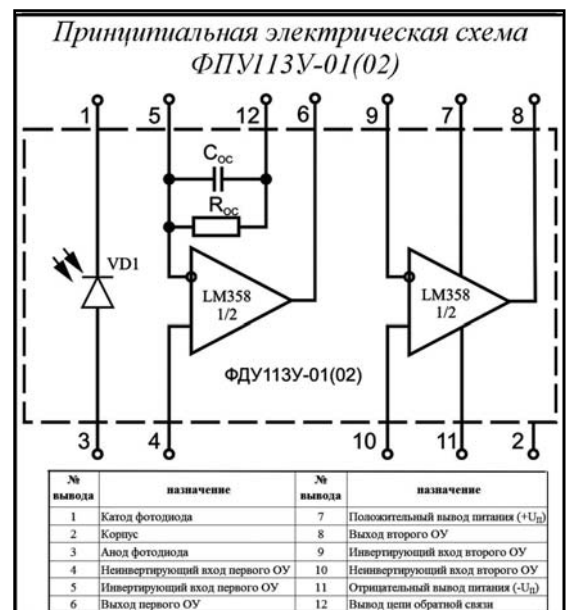 Принципиальная электрическая схема
ФПУ113У-01(02)
1 5 12 6 9 7 8
Cос
Rос
VD1
LM358
1/2
LM358
1/2
ФДУ113У-01(02)
3 4 10 11 2
№ вывода назначение № вывода назначение
1 Катод фотодиода 7 Положительный вывод питания (+Uп)
2 Корпус 8 Выход второго ОУ
3 Анод фотодиода 9 Инвертирующий вход второго ОУ
4 Неинвертирующий вход первого ОУ 10 Неинвертирующий вход второго ОУ
5 Инвертирующий вход первого ОУ 11 Отрицательный вывод питания (-Uп)
6 Выход первого ОУ 12 Вывод цепи обратной связи